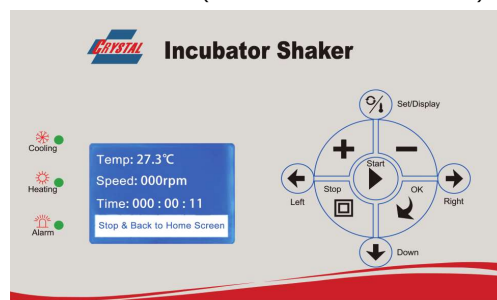 CRYSTAL
Incubator Shaker
Set/Display
Cooling
Heating
Alarm
Temp: 27.3℃
Speed: 000rpm
Time: 000 : 00 : 11
Stop & Back to Home Screen
Start
Stop
OK
Left
Right
Down